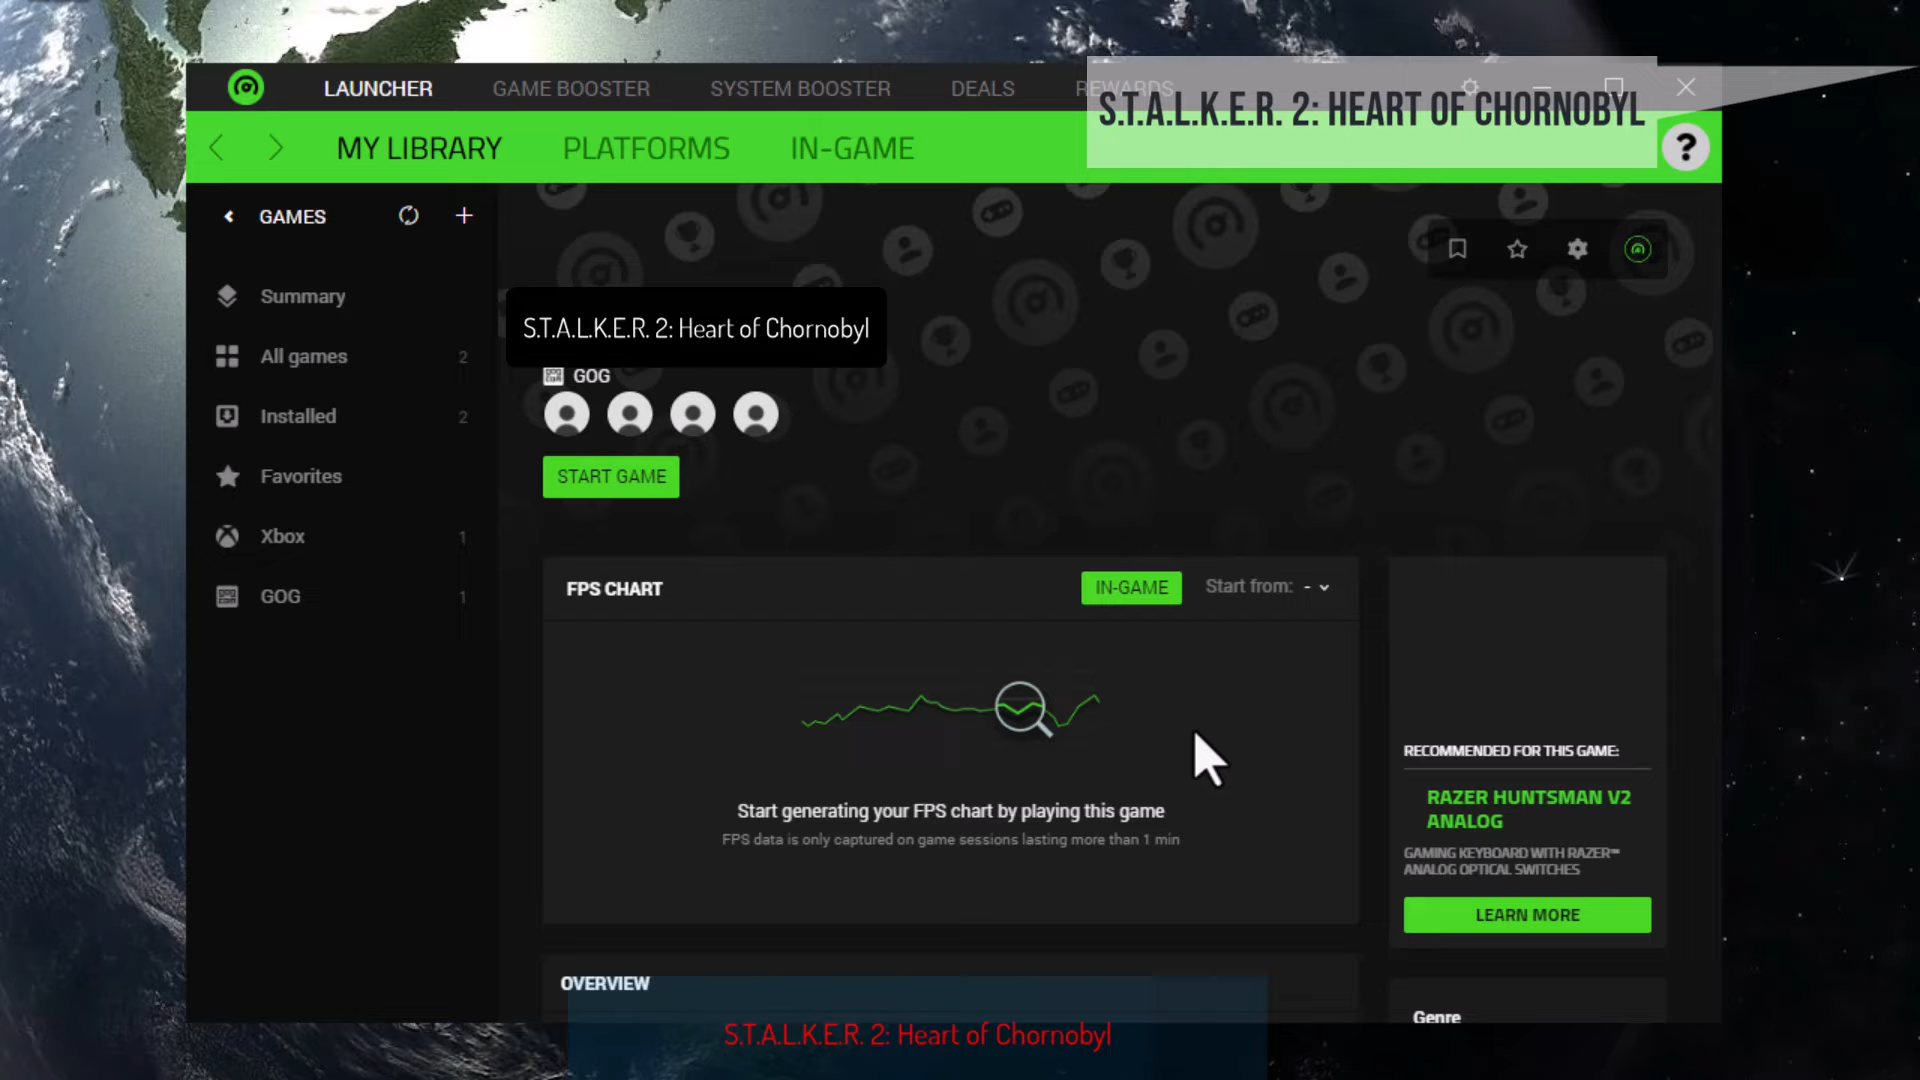 LAUNCHER
GAME BOOSTER
SYSTEM BOOSTER
DEALS
REWARDS
S.T.A.L.K.E.R. 2: HEART OF CHORNOBYL
MY LIBRARY
PLATFORMS
IN-GAME
?
GAMES
Summary
All games 2
Installed 2
Favorites
Xbox 1
GOG 1
S.T.A.L.K.E.R. 2: Heart of Chornobyl
GOG
START GAME
FPS CHART
IN-GAME
Start from: -
Start generating your FPS chart by playing this game
FPS data is only captured on game sessions lasting more than 1 min
RECOMMENDED FOR THIS GAME:
RAZER HUNTSMAN V2
ANALOG
GAMING KEYBOARD WITH RAZER™
ANALOG OPTICAL SWITCHES
LEARN MORE
OVERVIEW
Genre
S.T.A.L.K.E.R. 2: Heart of Chornobyl